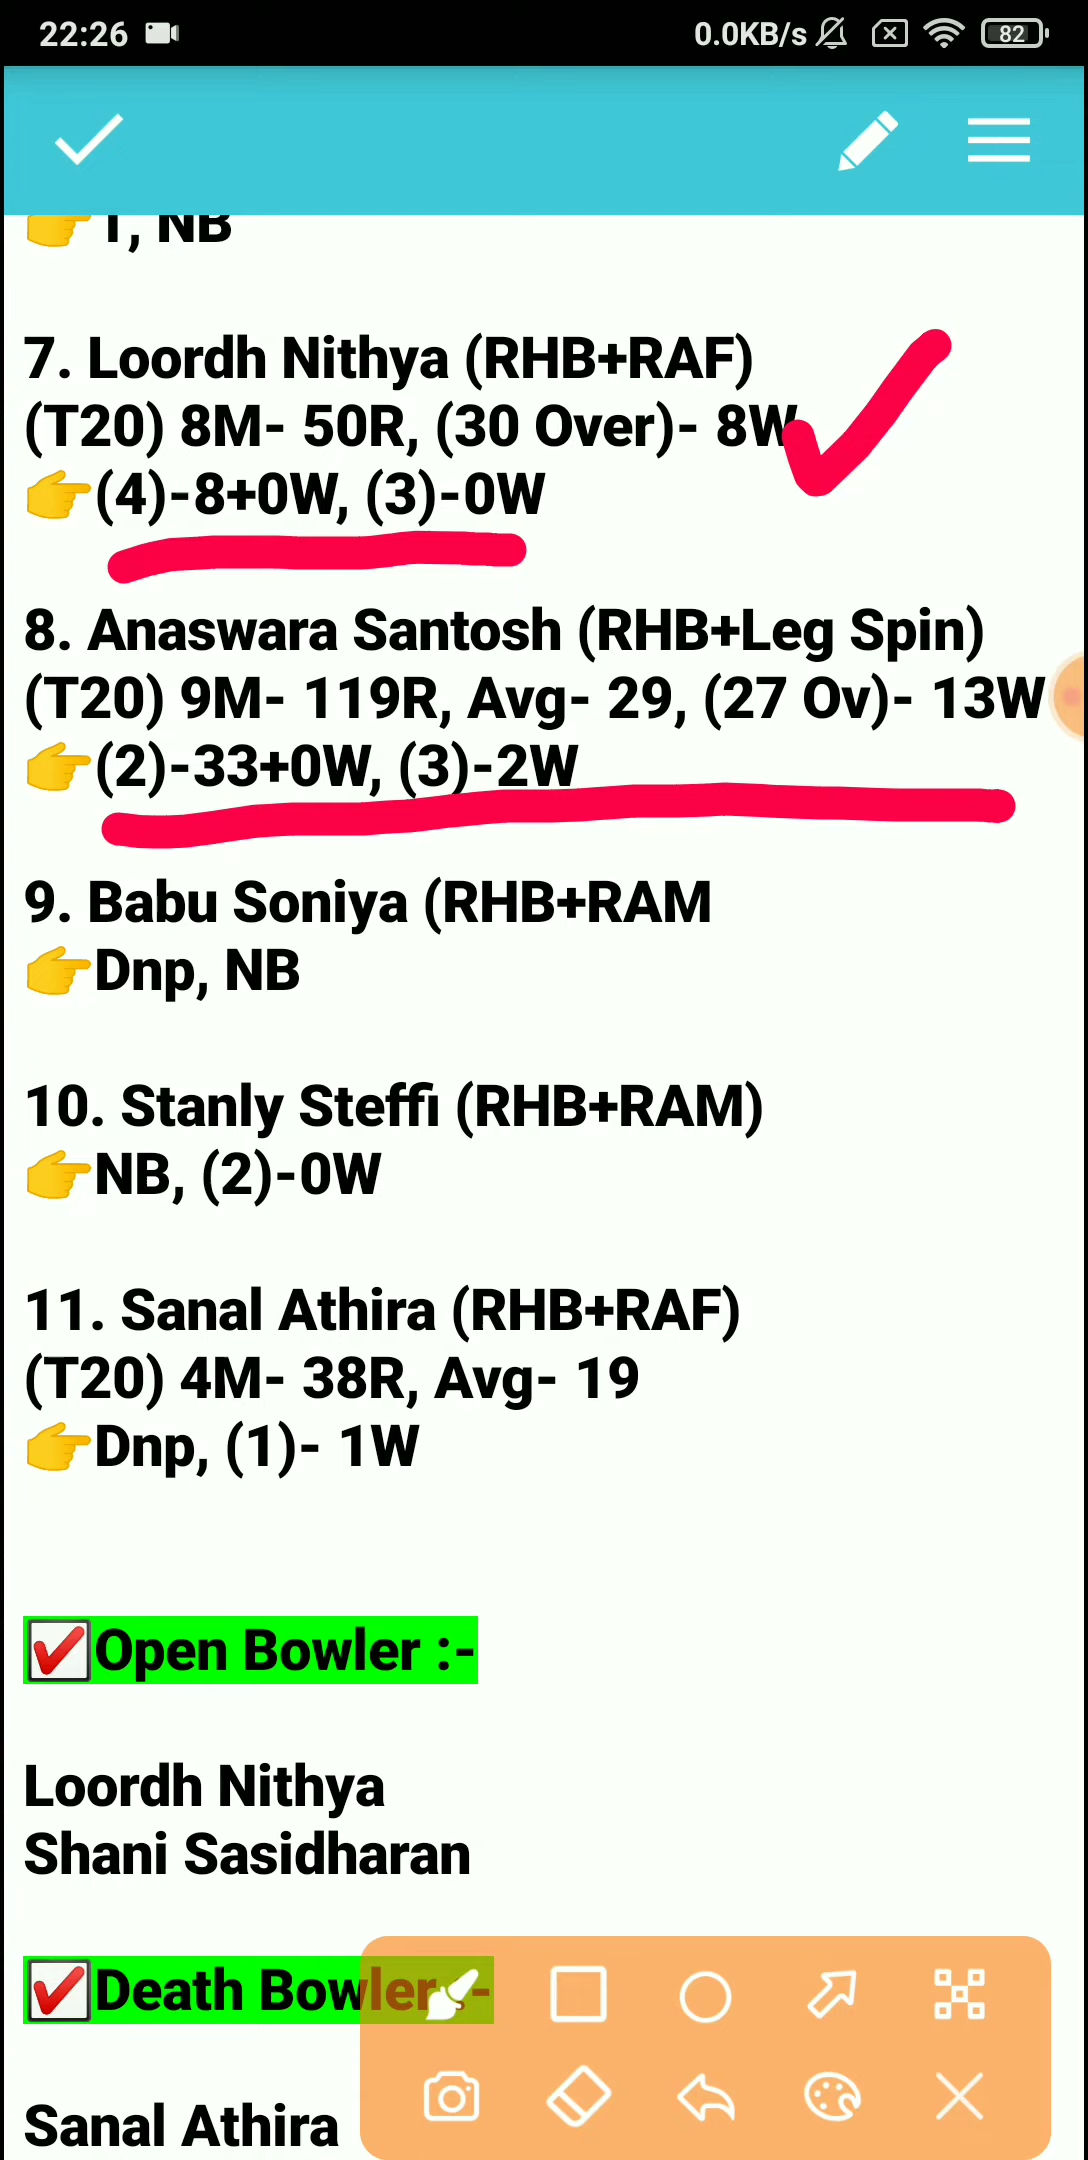 22:26
0.0KB/s
82
👉1, NB
7. Loordh Nithya (RHB+RAF)
(T20) 8M- 50R, (30 Over)- 8W
👉(4)-8+0W, (3)-0W
8. Anaswara Santosh (RHB+Leg Spin)
(T20) 9M- 119R, Avg- 29, (27 Ov)- 13W
👉(2)-33+0W, (3)-2W
9. Babu Soniya (RHB+RAM
👉Dnp, NB
10. Stanly Steffi (RHB+RAM)
👉NB, (2)-0W
11. Sanal Athira (RHB+RAF)
(T20) 4M- 38R, Avg- 19
👉Dnp, (1)- 1W
☑Open Bowler :-
Loordh Nithya
Shani Sasidharan
☑Death Bowler :-
Sanal Athira